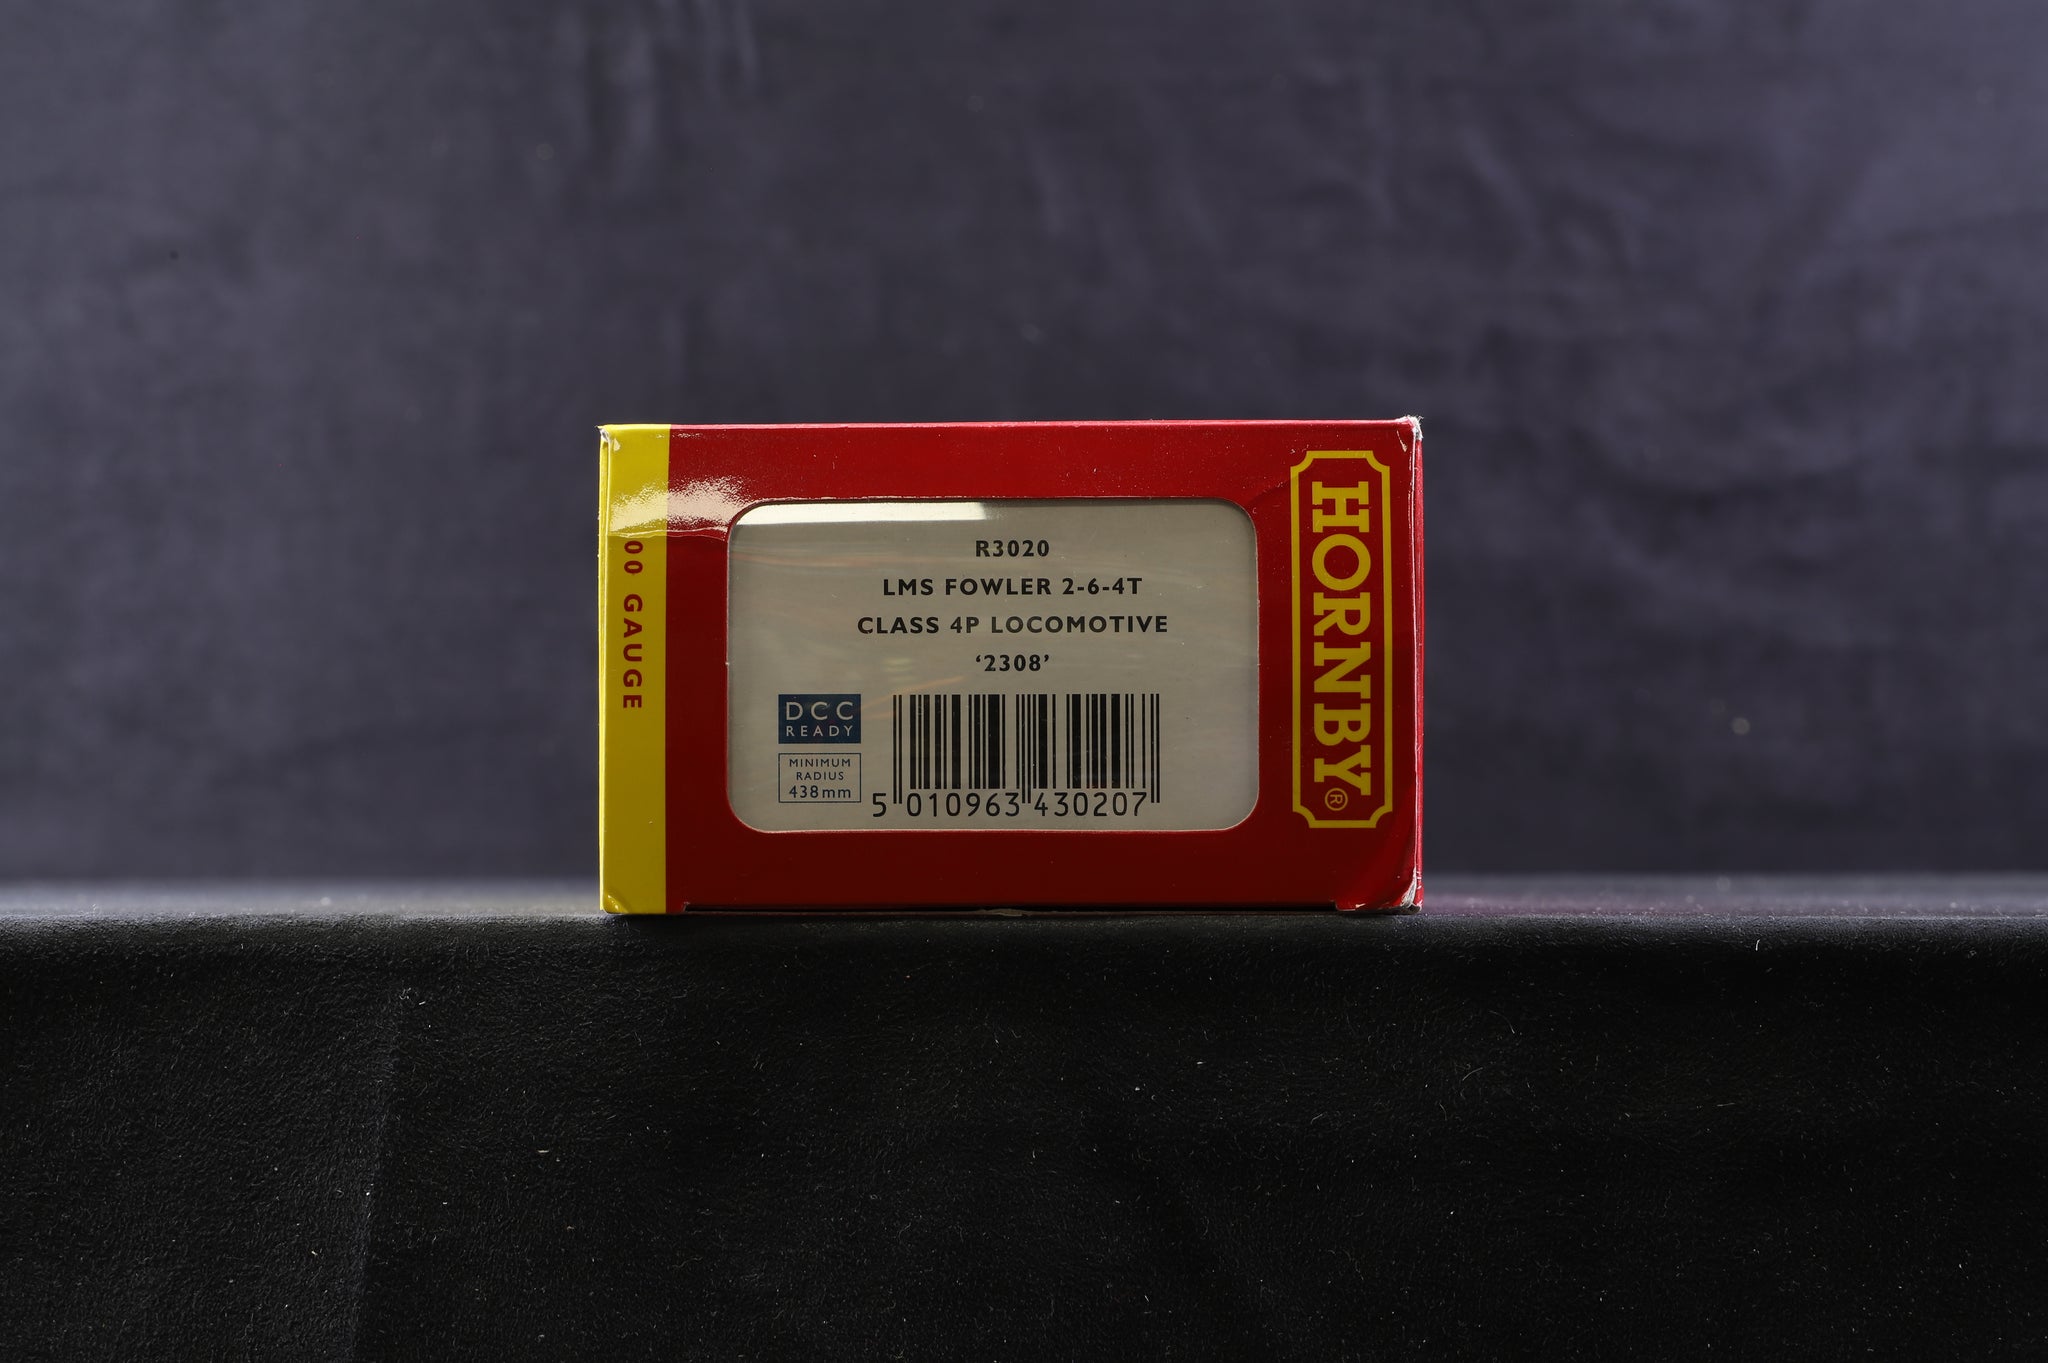 00 GAUGE
R3020
LMS FOWLER 2-6-4T
CLASS 4P LOCOMOTIVE
‘2308’
DCC
READY
MINIMUM
RADIUS
438mm
5 010963 430207
HORNBY®